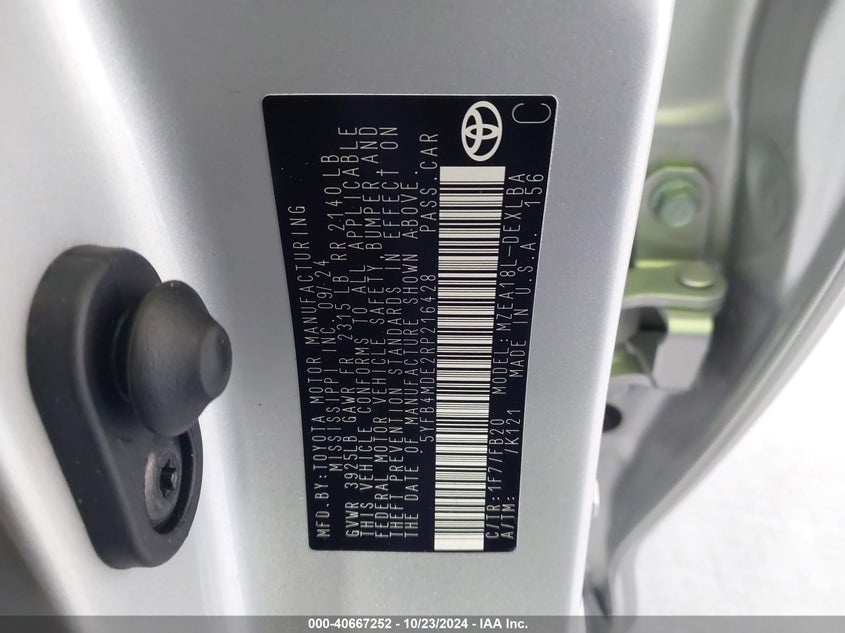 MFD. BY: TOYOTA MOTOR MANUFACTURING
MISSISSIPPI INC. 09/24
GVWR 3925LB GAWR FR 2315 LB RR 2140LB
THIS VEHICLE CONFORMS TO ALL APPLICABLE
FEDERAL MOTOR VEHICLE SAFETY BUMPER AND
THEFT PREVENTION STANDARDS IN EFFECT ON
THE DATE OF MANUFACTURE SHOWN ABOVE.
5YFB4MDE2RP216428 PASS. CAR
C/TR: 1F7/FB20 MODEL: MZEA18L-DEXLBA
A/TM: /K121 MADE IN U.S.A. 156
C
000-40667252 | 10/23/2024 - IAA Inc.